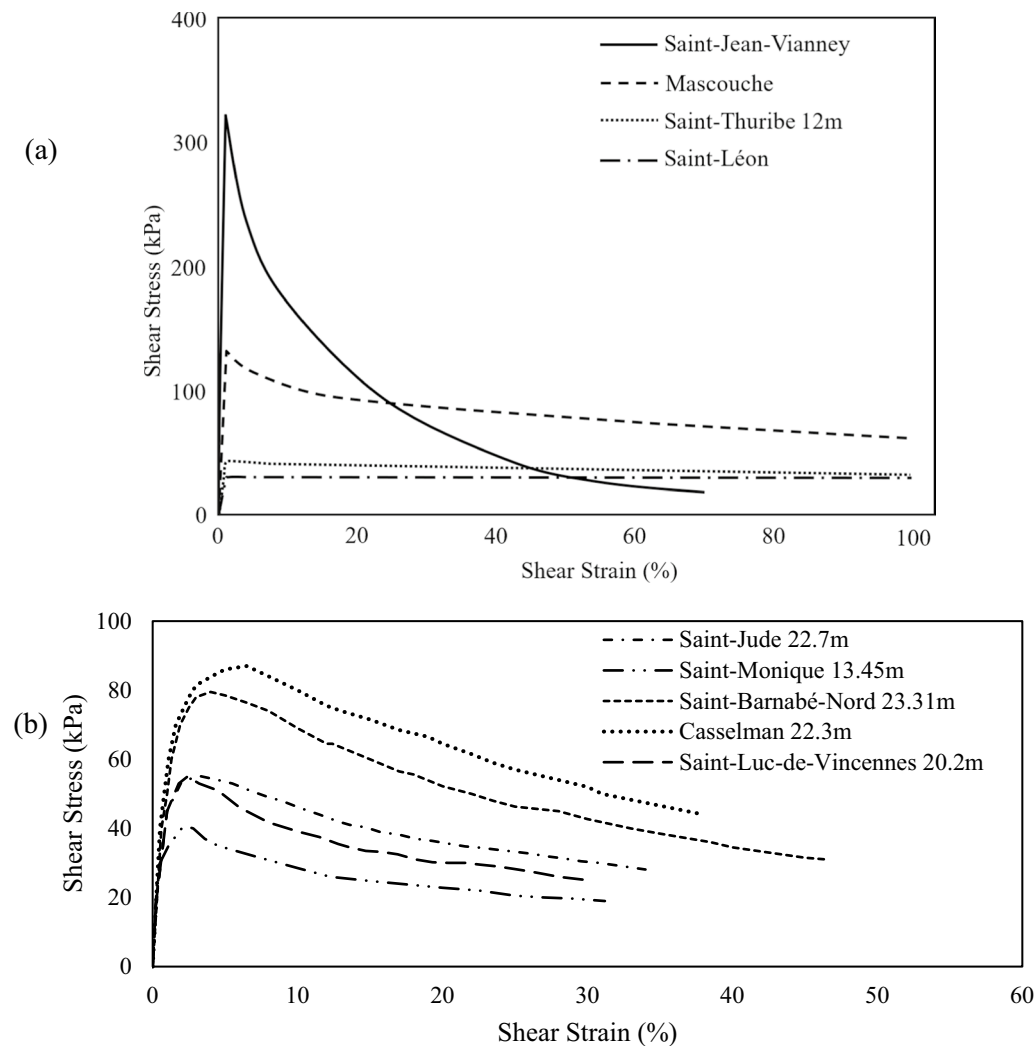 (a)
Shear Stress (kPa)
400
300
200
100
0
Saint-Jean-Vianney
Mascouche
Saint-Thuribe 12m
Saint-Léon
0 20 40 60 80 100
Shear Strain (%)
(b)
Shear Stress (kPa)
100
80
60
40
20
0
Saint-Jude 22.7m
Saint-Monique 13.45m
Saint-Barnabé-Nord 23.31m
Casselman 22.3m
Saint-Luc-de-Vincennes 20.2m
0 10 20 30 40 50 60
Shear Strain (%)